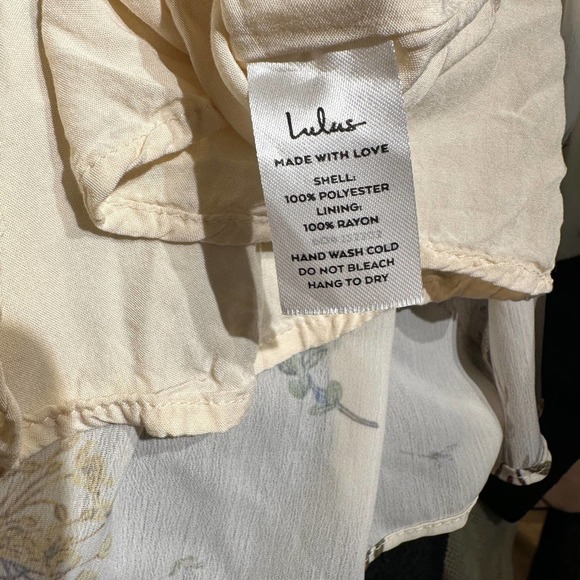 Lulus
MADE WITH LOVE
SHELL:
100% POLYESTER
LINING:
100% RAYON
HAND WASH COLD
DO NOT BLEACH
HANG TO DRY